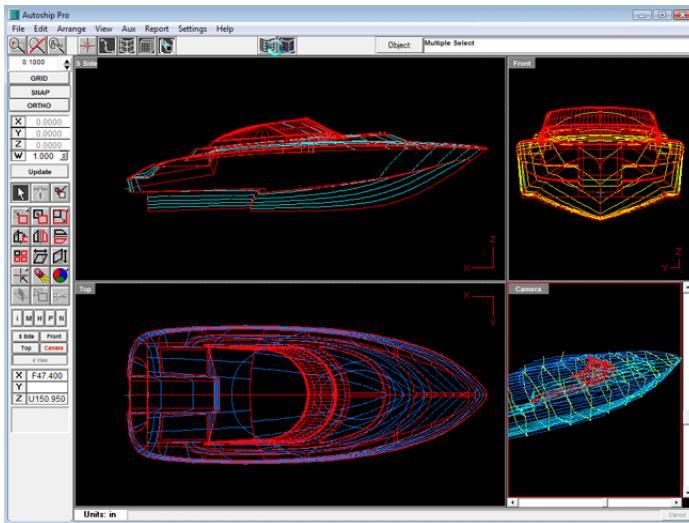 Autoship Pro
File Edit Arrange View Aux Report Settings Help
Object: Multiple Select
0.1000
GRID
SNAP
ORTHO
X 0.0000
Y 0.0000
Z 0.0000
W 1.000
Update
I M H P N
S Side Front
Top Camera
4 View
X F47.400
Y
Z U150.950
S Side
Z
X
Front
Z
Y
Top
X
Y
Camera
Units: in
Cancel